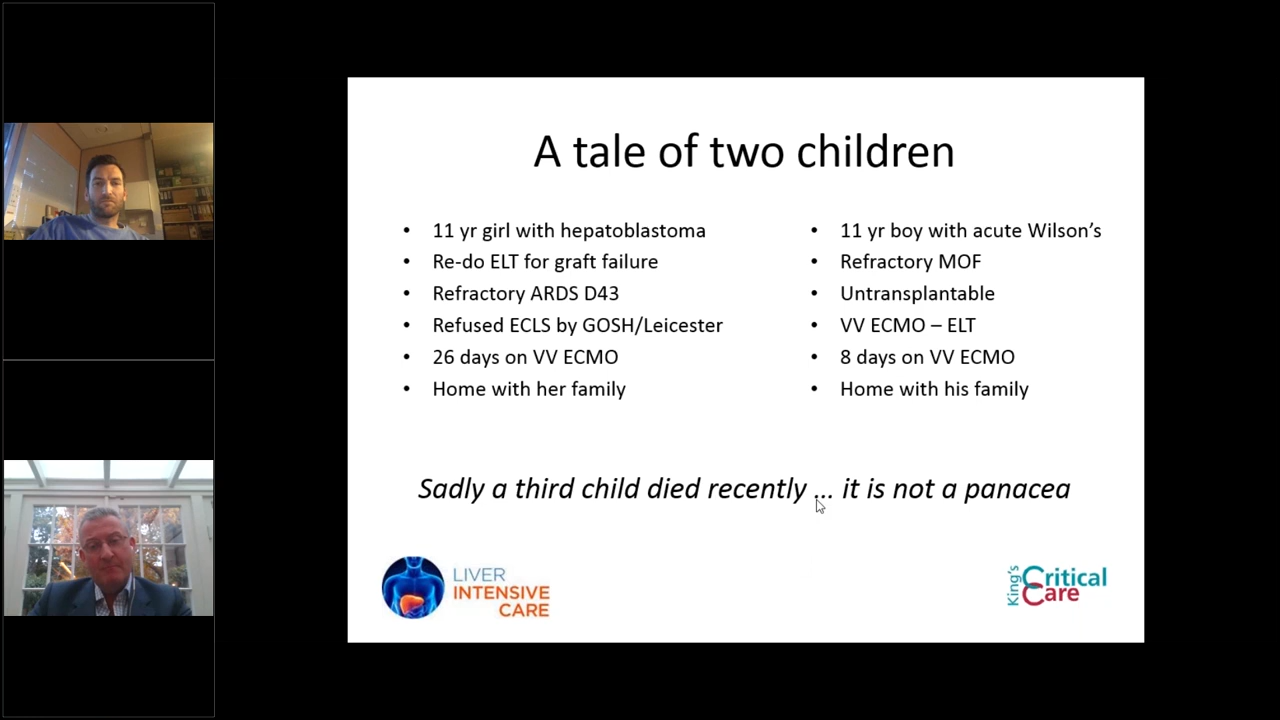 A tale of two children
• 11 yr girl with hepatoblastoma
• Re-do ELT for graft failure
• Refractory ARDS D43
• Refused ECLS by GOSH/Leicester
• 26 days on VV ECMO
• Home with her family
• 11 yr boy with acute Wilson’s
• Refractory MOF
• Untransplantable
• VV ECMO – ELT
• 8 days on VV ECMO
• Home with his family
Sadly a third child died recently ... it is not a panacea
LIVER
INTENSIVE
CARE
King's
Critical
Care